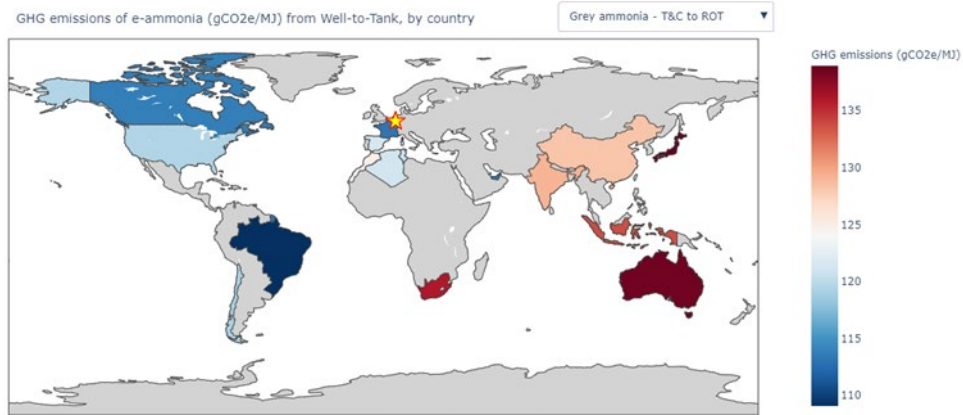 GHG emissions of e-ammonia (gCO2e/MJ) from Well-to-Tank, by country
Grey ammonia - T&C to ROT
GHG emissions (gCO2e/MJ)
135
130
125
120
115
110